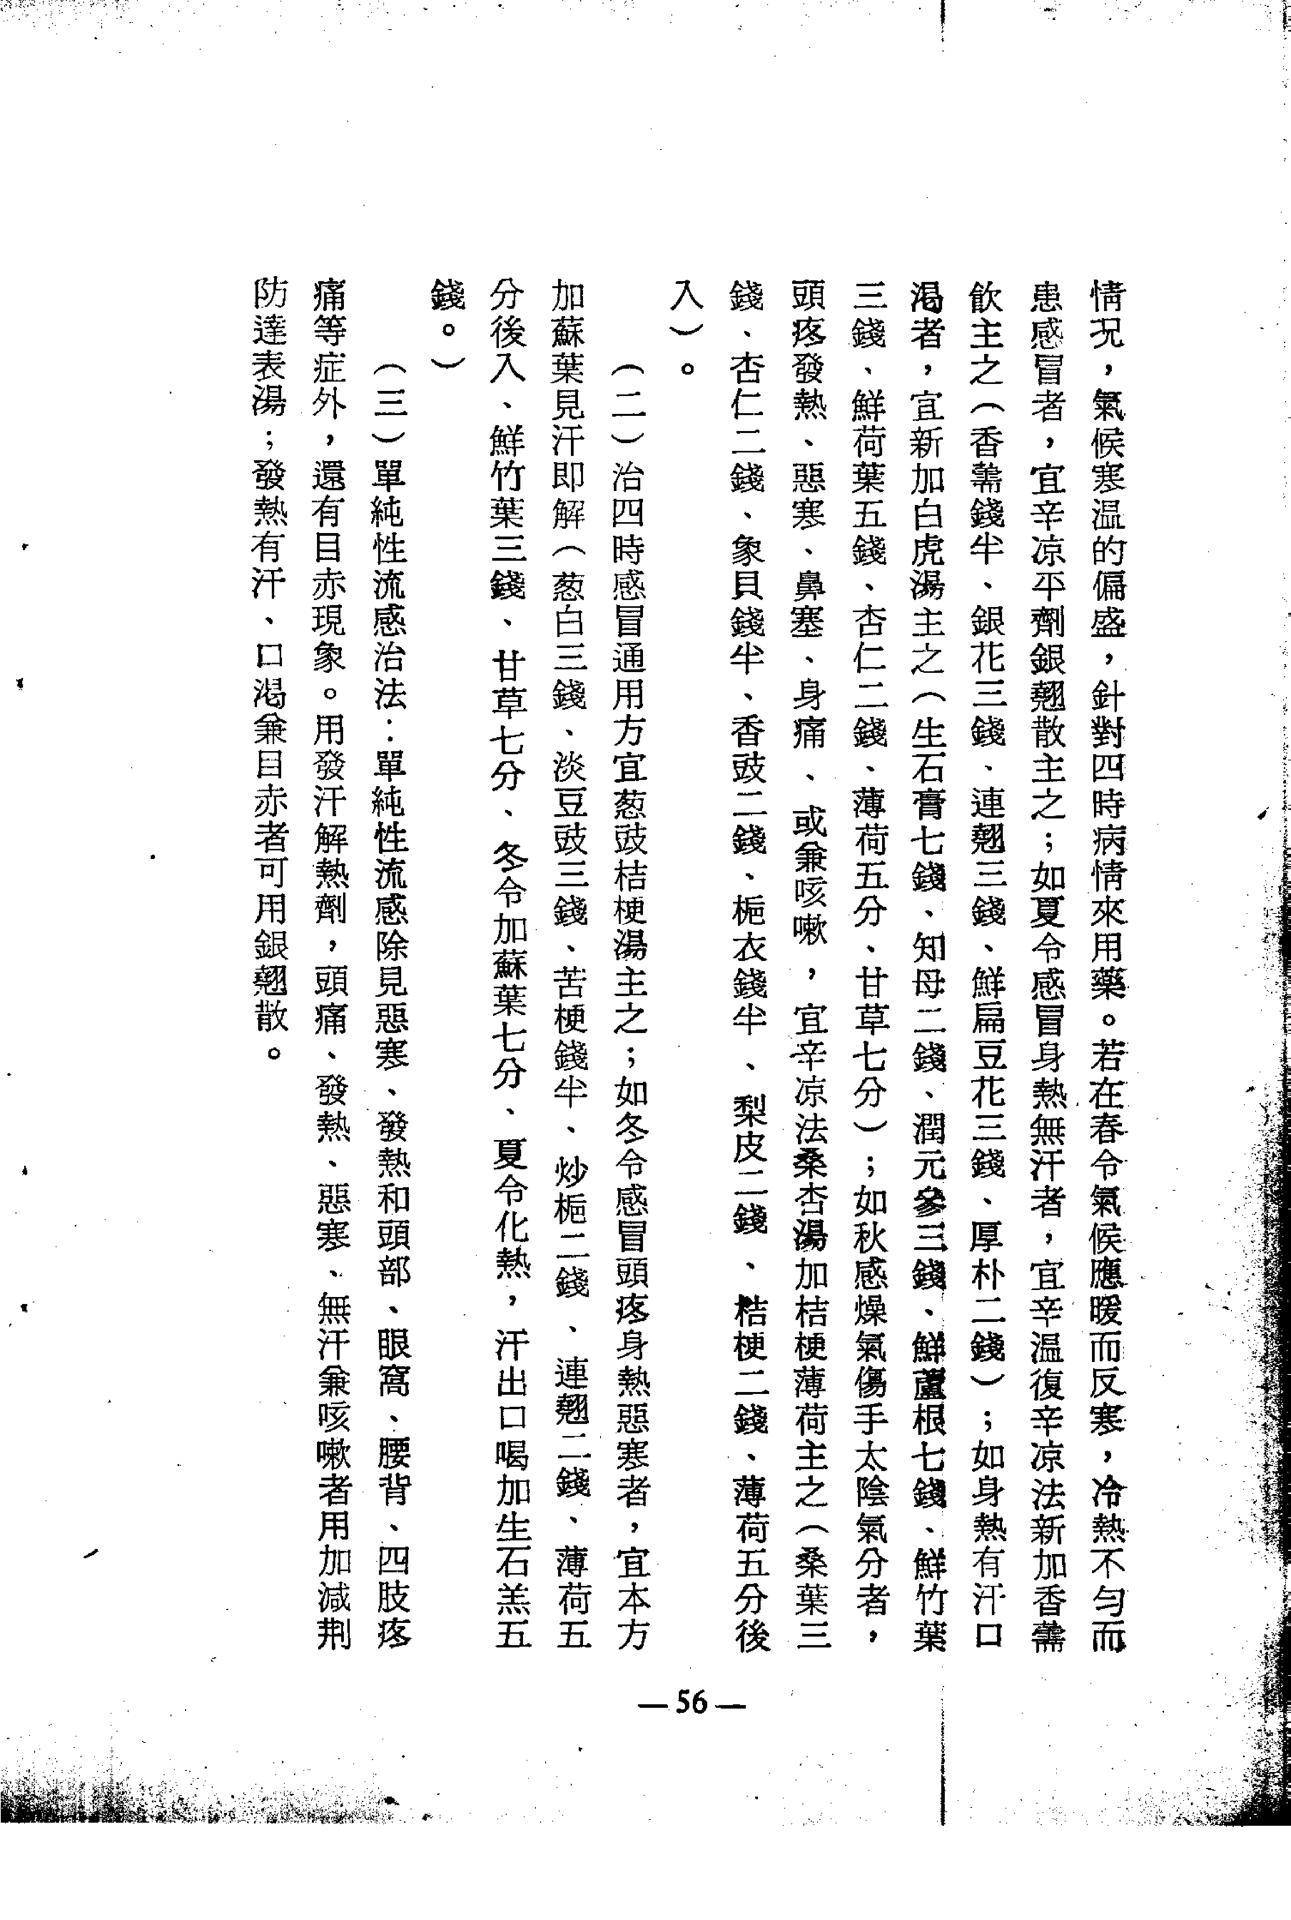 情況，氣候寒温的偏盛，針對四時病情來用藥。若在春令氣候應暖而反寒，冷熱不匀而
患感冒者，宜辛凉平劑銀翹散主之；如夏令感冒身熱無汗者，宜辛温復辛凉法新加香薷
飲主之（香薷錢半、銀花三錢、連翹三錢、鮮扁豆花三錢、厚朴二錢）；如身熱有汗口
渴者，宜新加白虎湯主之（生石膏七錢、知母二錢、潤元參三錢、鮮蘆根七錢、鮮竹葉
三錢、鮮荷葉五錢、杏仁二錢、薄荷五分、甘草七分）；如秋感燥氣傷手太陰氣分者，
頭疼發熱、惡寒、鼻塞、身痛、或兼咳嗽，宜辛凉法桑杏湯加桔梗薄荷主之（桑葉三
錢、杏仁二錢、象貝錢半、香豉二錢、梔衣錢半、梨皮二錢、桔梗二錢、薄荷五分後
入）。
（二）治四時感冒通用方宜葱豉桔梗湯主之；如冬令感冒頭疼身熱惡寒者，宜本方
加蘇葉見汗即解（葱白三錢、淡豆豉三錢、苦梗錢半、炒梔二錢、連翹二錢、薄荷五
分後入、鮮竹葉三錢、甘草七分、冬令加蘇葉七分、夏令化熱，汗出口喝加生石羔五
錢。）
（三）單純性流感治法：單純性流感除見惡寒、發熱和頭部、眼窩、腰背、四肢疼
痛等症外，還有目赤現象。用發汗解熱劑，頭痛、發熱、惡寒、無汗兼咳嗽者用加減荆
防達表湯；發熱有汗、口渴兼目赤者可用銀翹散。
—56—